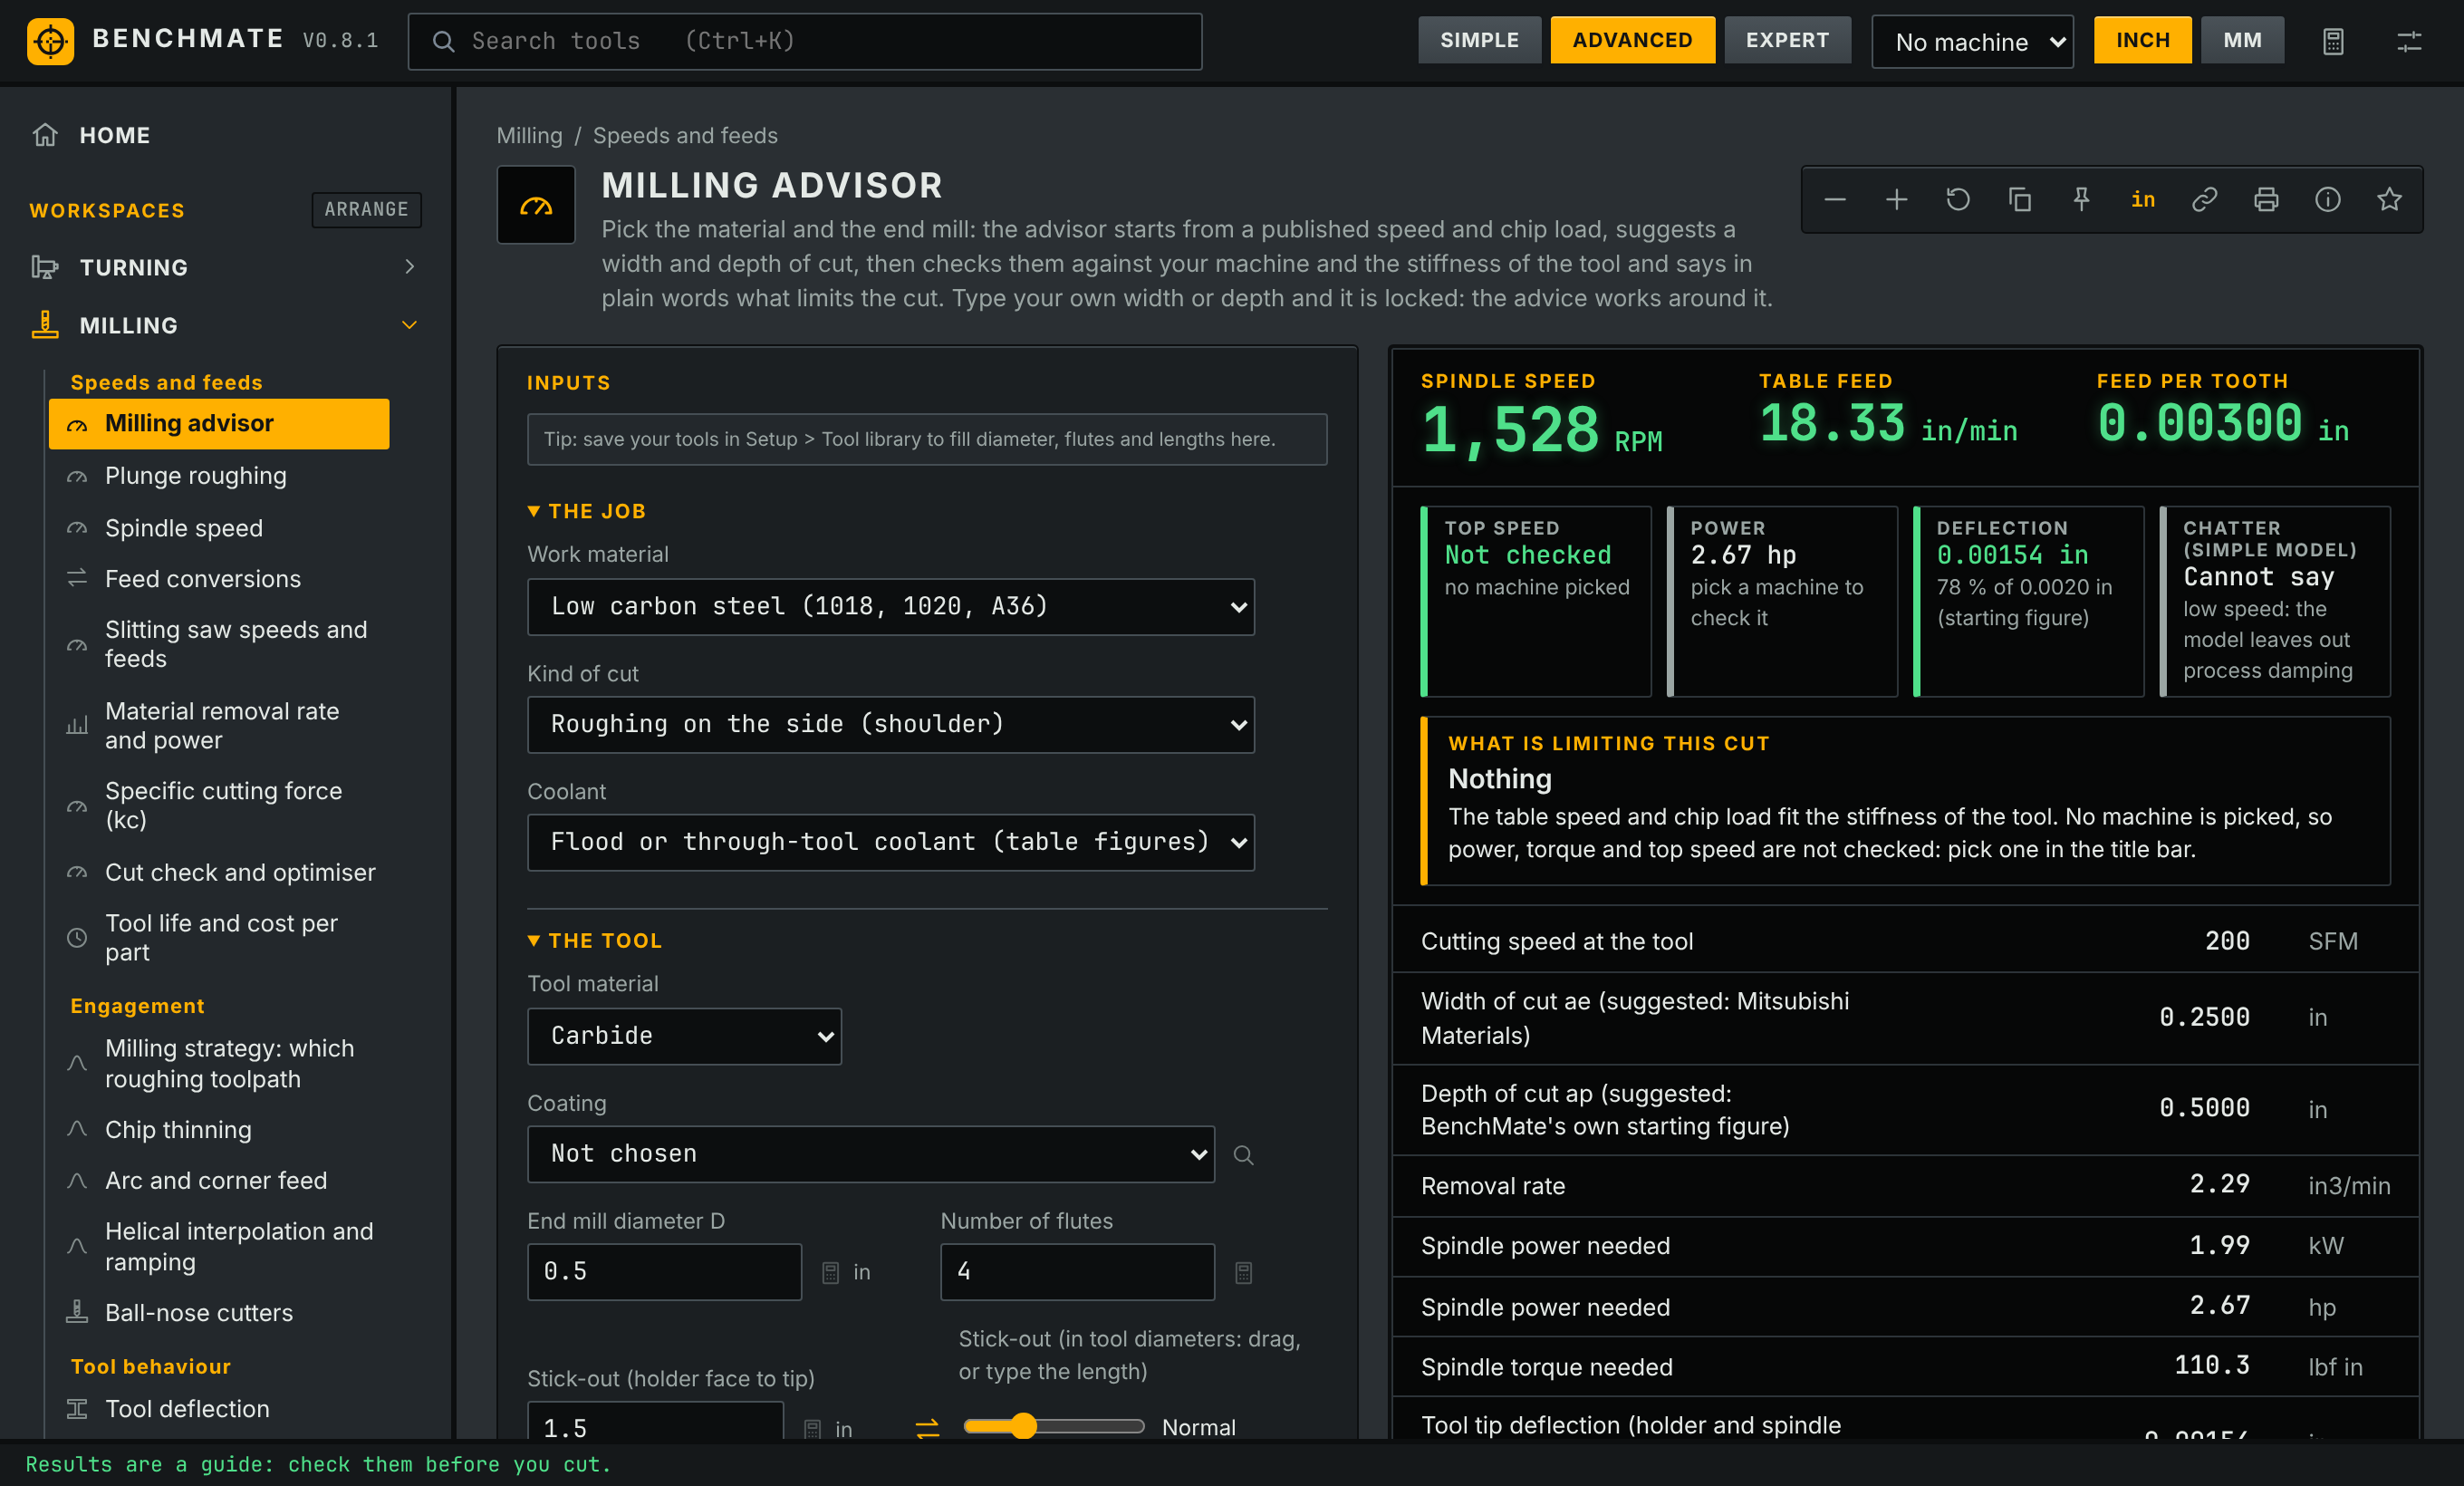 BENCHMATE V0.8.1
Search tools (Ctrl+K)
SIMPLE ADVANCED EXPERT
No machine
INCH MM
HOME
WORKSPACES ARRANGE
TURNING
MILLING
Speeds and feeds
Milling advisor
Plunge roughing
Spindle speed
Feed conversions
Slitting saw speeds and
feeds
Material removal rate
and power
Specific cutting force
(kc)
Cut check and optimiser
Tool life and cost per
part
Engagement
Milling strategy: which
roughing toolpath
Chip thinning
Arc and corner feed
Helical interpolation and
ramping
Ball-nose cutters
Tool behaviour
Tool deflection
Milling / Speeds and feeds
MILLING ADVISOR
Pick the material and the end mill: the advisor starts from a published speed and chip load, suggests a
width and depth of cut, then checks them against your machine and the stiffness of the tool and says in
plain words what limits the cut. Type your own width or depth and it is locked: the advice works around it.
in
INPUTS
Tip: save your tools in Setup > Tool library to fill diameter, flutes and lengths here.
THE JOB
Work material
Low carbon steel (1018, 1020, A36)
Kind of cut
Roughing on the side (shoulder)
Coolant
Flood or through-tool coolant (table figures)
THE TOOL
Tool material
Carbide
Coating
Not chosen
End mill diameter D
0.5 in
Number of flutes
4
Stick-out (holder face to tip)
1.5 in
Stick-out (in tool diameters: drag,
or type the length)
Normal
SPINDLE SPEED
1,528 RPM
TABLE FEED
18.33 in/min
FEED PER TOOTH
0.00300 in
TOP SPEED
Not checked
no machine picked
POWER
2.67 hp
pick a machine to
check it
DEFLECTION
0.00154 in
78 % of 0.0020 in
(starting figure)
CHATTER
(SIMPLE MODEL)
Cannot say
low speed: the
model leaves out
process damping
WHAT IS LIMITING THIS CUT
Nothing
The table speed and chip load fit the stiffness of the tool. No machine is picked, so
power, torque and top speed are not checked: pick one in the title bar.
Cutting speed at the tool 200 SFM
Width of cut ae (suggested: Mitsubishi
Materials) 0.2500 in
Depth of cut ap (suggested:
BenchMate's own starting figure) 0.5000 in
Removal rate 2.29 in3/min
Spindle power needed 1.99 kW
Spindle power needed 2.67 hp
Spindle torque needed 110.3 lbf in
Tool tip deflection (holder and spindle
Results are a guide: check them before you cut.